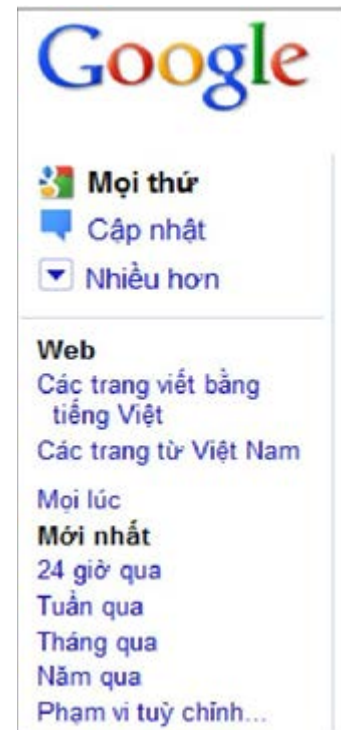 Google
Mọi thứ
Cập nhật
Nhiều hơn
Web
Các trang viết bằng
tiếng Việt
Các trang từ Việt Nam
Mọi lúc
Mới nhất
24 giờ qua
Tuần qua
Tháng qua
Năm qua
Phạm vi tuỳ chỉnh...